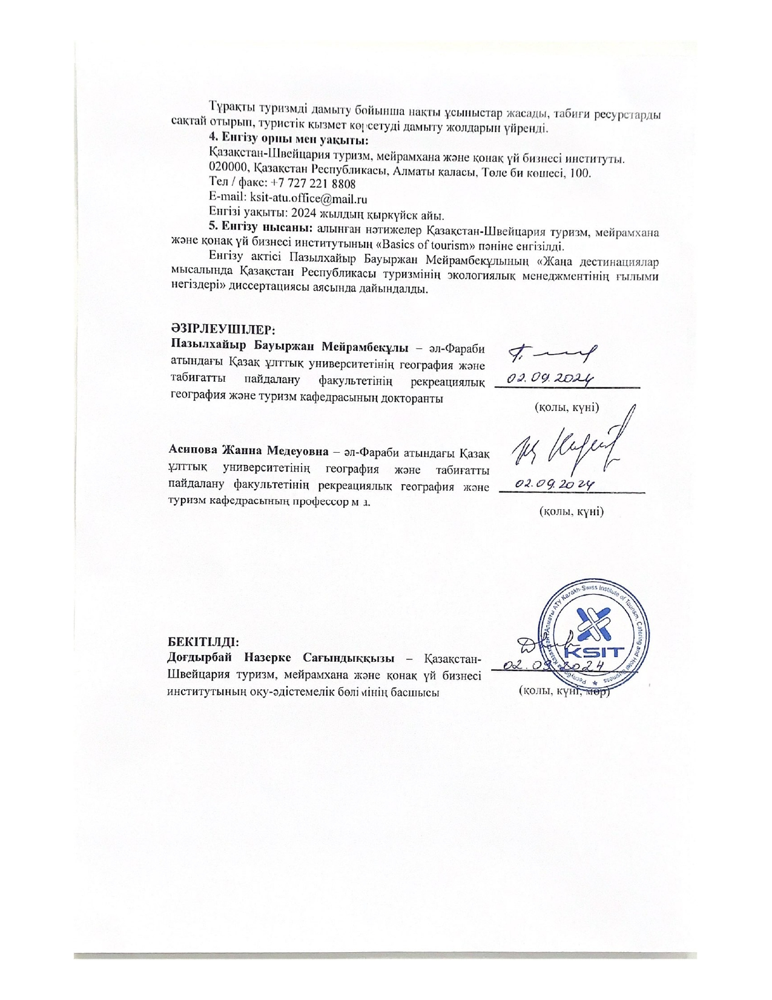 Тұрақты туризмді дамыту бойынша нақты ұсыныстар жасады, табиғи ресурстарды
сақтай отырып, туристік қызмет көрсетуді дамыту жолдарын үйренді.
4. Енгізу орны мен уақыты:
Қазақстан-Швейцария туризм, мейрамхана және қонақ үй бизнесі институты.
020000, Қазақстан Республикасы, Алматы қаласы, Төле би көшесі, 100.
Тел / факс: +7 727 221 8808
E-mail: ksit-atu.office@mail.ru
Енгізі уақыты: 2024 жылдың қыркүйек айы.
5. Енгізу нысаны: алынған нәтижелер Қазақстан-Швейцария туризм, мейрамхана
және қонақ үй бизнесі институтының «Basics of tourism» пәніне енгізілді.
Енгізу актісі Пазылхайыр Бауыржан Мейрамбекұлының «Жаңа дестинациялар
мысалында Қазақстан Республикасы туризмінің экологиялық менеджментінің ғылыми
негіздері» диссертациясы аясында дайындалды.
ӘЗІРЛЕУШІЛЕР:
Пазылхайыр Бауыржан Мейрамбекұлы – әл-Фараби
атындағы Қазақ ұлттық университетінің география және
табиғатты пайдалану факультетінің рекреациялық
география және туризм кафедрасының докторанты
02.09.2024
(қолы, күні)
Асипова Жанна Медеуовна – әл-Фараби атындағы Қазақ
ұлттық университетінің география және табиғатты
пайдалану факультетінің рекреациялық география және
туризм кафедрасының профессор м.а.
02.09.2024
(қолы, күні)
БЕКІТІЛДІ:
Доғдырбай Назерке Сағындыққызы – Қазақстан-
Швейцария туризм, мейрамхана және қонақ үй бизнесі
институтының оқу-әдістемелік бөлімінің басшысы
Республика Казахстан Алматы АТУ Kazakh-Swiss Institute of Tourism, Catering and Hotel Business
KSIT
02.09.2024
(қолы, күні, мөр)